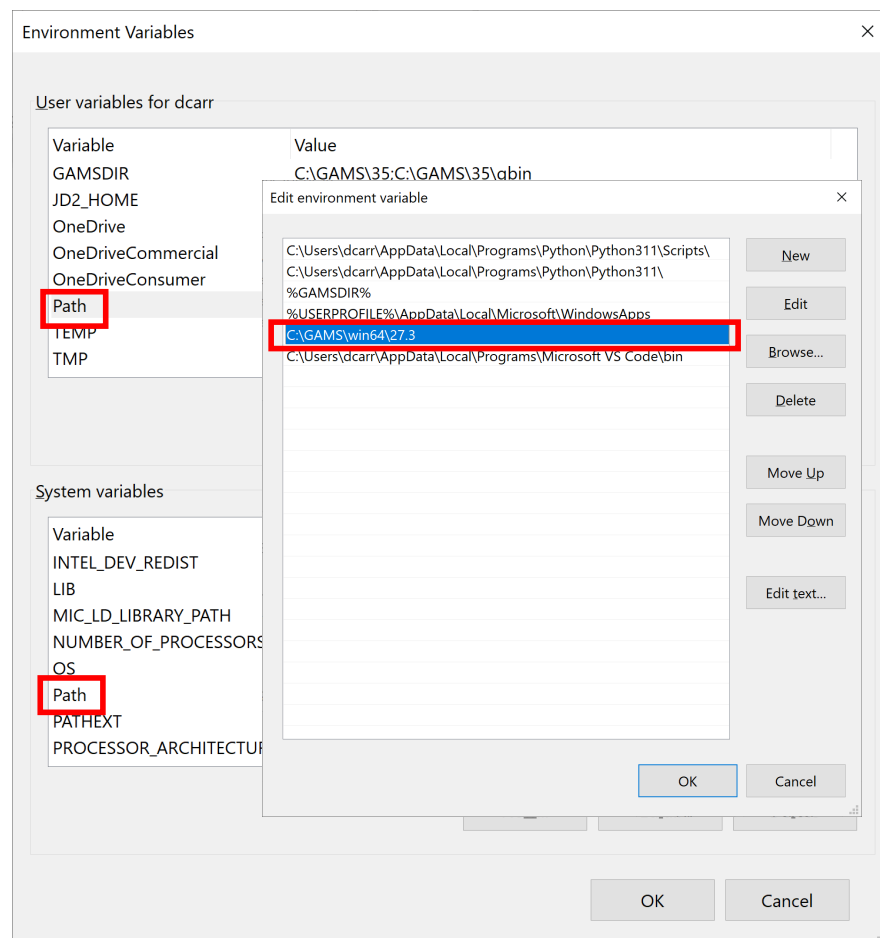 Environment Variables
User variables for dcarr
Variable Value
GAMSDIR C:\GAMS\35;C:\GAMS\35\gbin
JD2_HOME
OneDrive
OneDriveCommercial
OneDriveConsumer
Path
TEMP
TMP
Edit environment variable
C:\Users\dcarr\AppData\Local\Programs\Python\Python311\Scripts\
C:\Users\dcarr\AppData\Local\Programs\Python\Python311\
%GAMSDIR%
%USERPROFILE%\AppData\Local\Microsoft\WindowsApps
C:\GAMS\win64\27.3
C:\Users\dcarr\AppData\Local\Programs\Microsoft VS Code\bin
New
Edit
Browse...
Delete
Move Up
Move Down
Edit text...
OK Cancel
System variables
Variable
INTEL_DEV_REDIST
LIB
MIC_LD_LIBRARY_PATH
NUMBER_OF_PROCESSORS
OS
Path
PATHEXT
PROCESSOR_ARCHITECTUR
OK Cancel